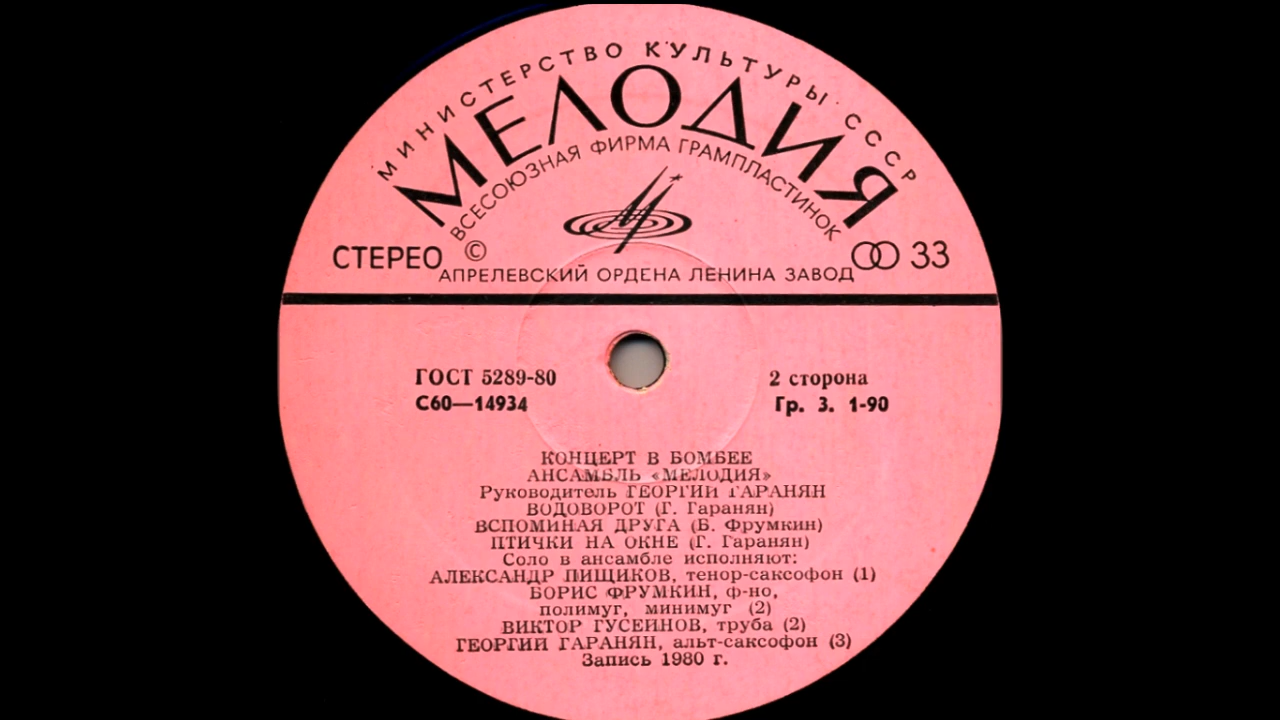 МИНИСТЕРСТВО КУЛЬТУРЫ СССР
МЕЛОДИЯ
ВСЕСОЮЗНАЯ ФИРМА ГРАМПЛАСТИНОК
СТЕРЕО ©
33
АПРЕЛЕВСКИЙ ОРДЕНА ЛЕНИНА ЗАВОД
ГОСТ 5289-80
2 сторона
С60—14934
Гр. 3. 1-90
КОНЦЕРТ В БОМБЕЕ
АНСАМБЛЬ «МЕЛОДИЯ»
Руководитель ГЕОРГИЙ ГАРАНЯН
ВОДОВОРОТ (Г. Гаранян)
ВСПОМИНАЯ ДРУГА (Б. Фрумкин)
ПТИЧКИ НА ОКНЕ (Г. Гаранян)
Соло в ансамбле исполняют:
АЛЕКСАНДР ПИЩИКОВ, тенор-саксофон (1)
БОРИС ФРУМКИН, ф-но,
полимуг, минимуг (2)
ВИКТОР ГУСЕЙНОВ, труба (2)
ГЕОРГИЙ ГАРАНЯН, альт-саксофон (3)
Запись 1980 г.